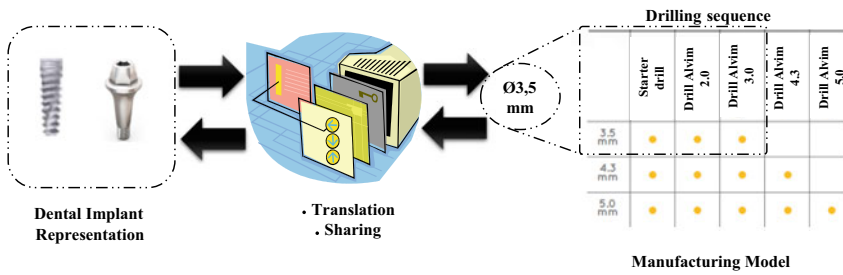 Drilling sequence
Starter drill
Drill Alvim 2.0
Drill Alvim 3.0
Drill Alvim 4.3
Drill Alvim 5.0
Ø3,5
mm
3.5
mm
4.3
mm
5.0
mm
Dental Implant
Representation
. Translation
. Sharing
Manufacturing Model